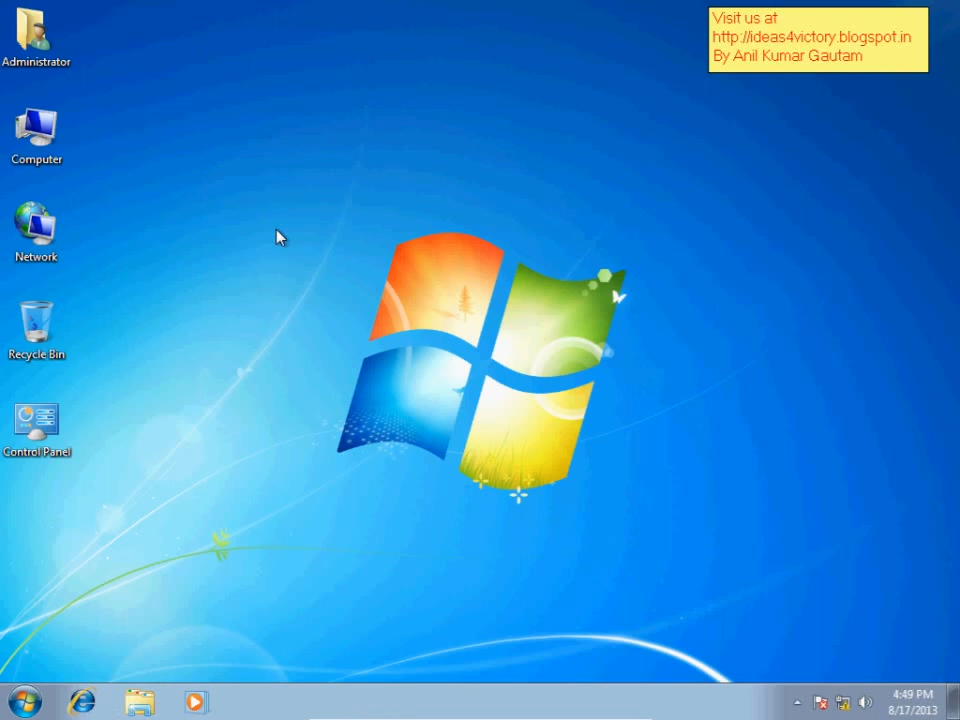 Visit us at
http://ideas4victory.blogspot.in
By Anil Kumar Gautam
Administrator
Computer
Network
Recycle Bin
Control Panel
4:49 PM
8/17/2013